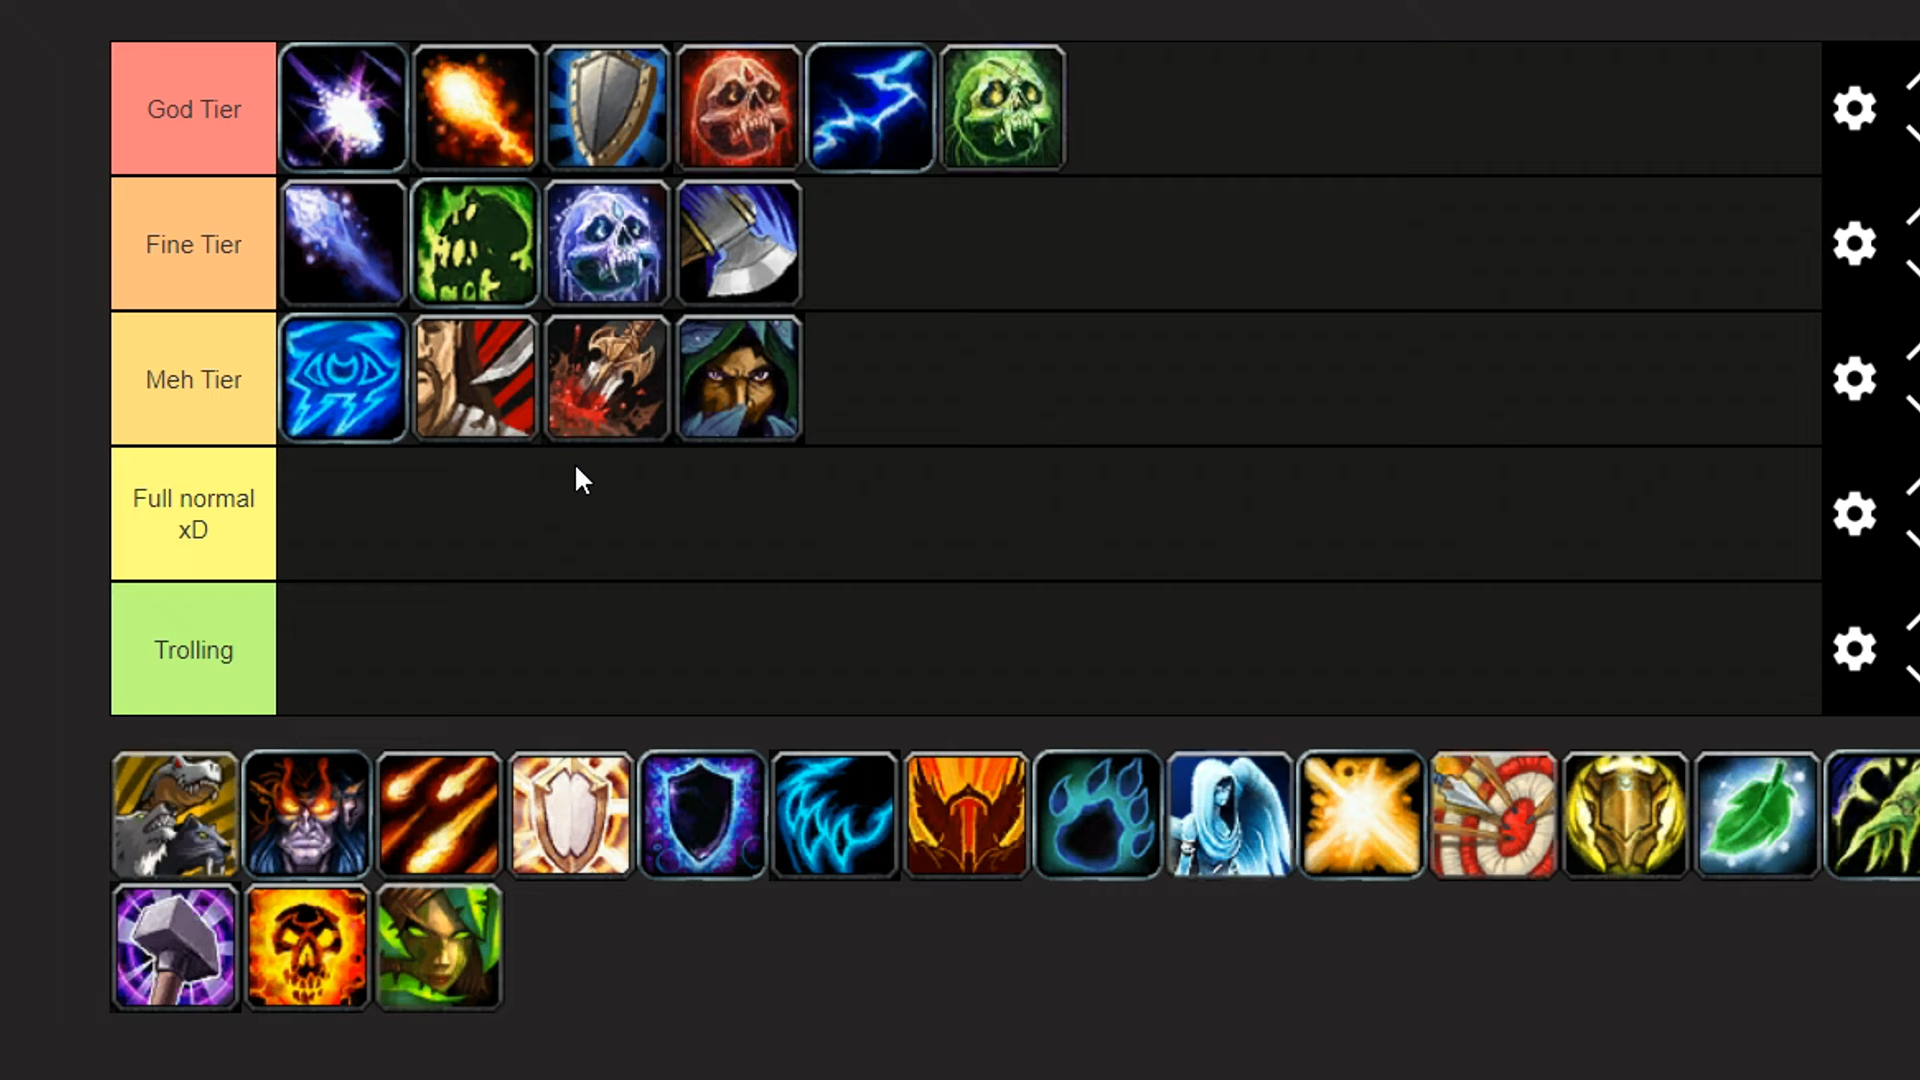 God Tier
Fine Tier
Meh Tier
Full normal
xD
Trolling